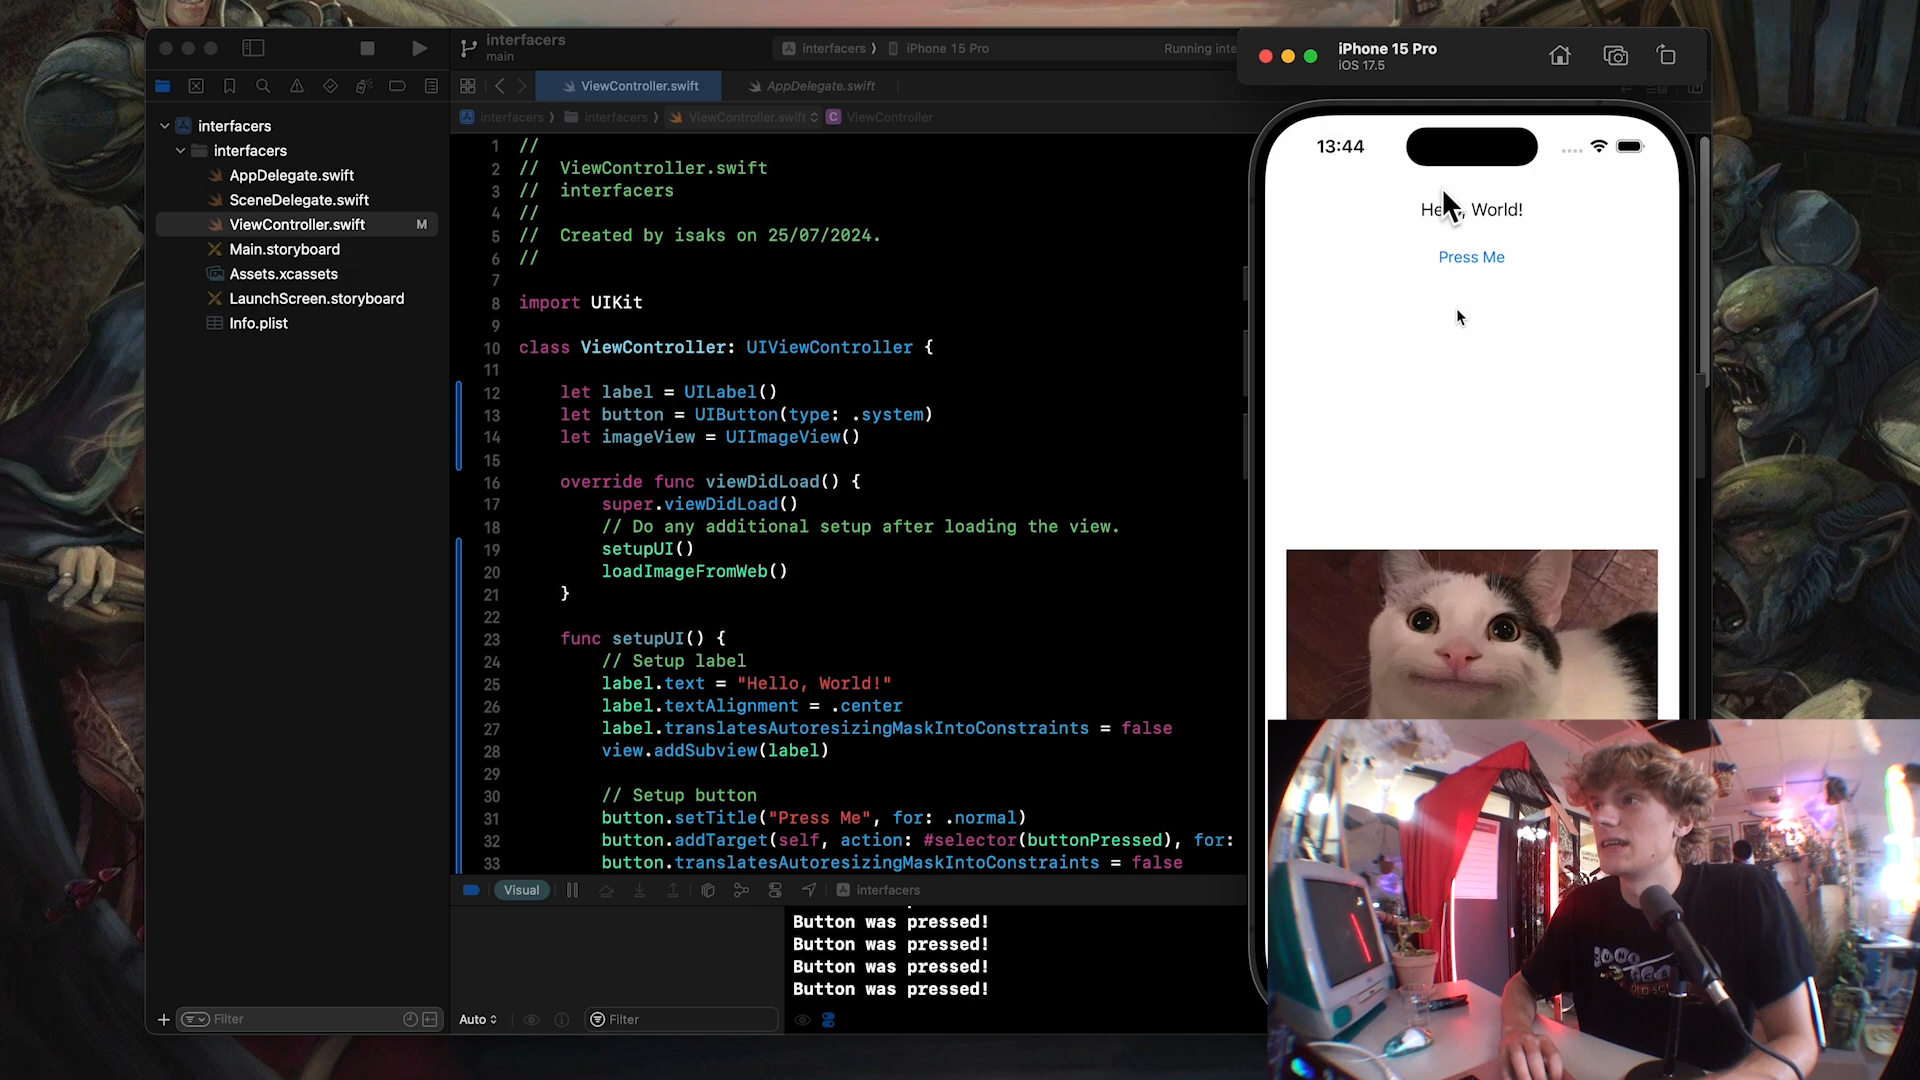 interfacers
main
interfacers
iPhone 15 Pro
Running inte
iPhone 15 Pro
iOS 17.5
ViewController.swift
AppDelegate.swift
interfacers
interfacers
ViewController.swift
C
ViewController
interfacers
interfacers
AppDelegate.swift
SceneDelegate.swift
ViewController.swift M
Main.storyboard
Assets.xcassets
LaunchScreen.storyboard
Info.plist
1 //
2 //  ViewController.swift
3 //  interfacers
4 //
5 //  Created by isaks on 25/07/2024.
6 //
7
8 import UIKit
9
10 class ViewController: UIViewController {
11
12     let label = UILabel()
13     let button = UIButton(type: .system)
14     let imageView = UIImageView()
15
16     override func viewDidLoad() {
17         super.viewDidLoad()
18         // Do any additional setup after loading the view.
19         setupUI()
20         loadImageFromWeb()
21     }
22
23     func setupUI() {
24         // Setup label
25         label.text = "Hello, World!"
26         label.textAlignment = .center
27         label.translatesAutoresizingMaskIntoConstraints = false
28         view.addSubview(label)
29
30         // Setup button
31         button.setTitle("Press Me", for: .normal)
32         button.addTarget(self, action: #selector(buttonPressed), for:
33         button.translatesAutoresizingMaskIntoConstraints = false
13:44
He , World!
Press Me
Visual
interfacers
Button was pressed!
Button was pressed!
Button was pressed!
Button was pressed!
Filter
Auto
Filter